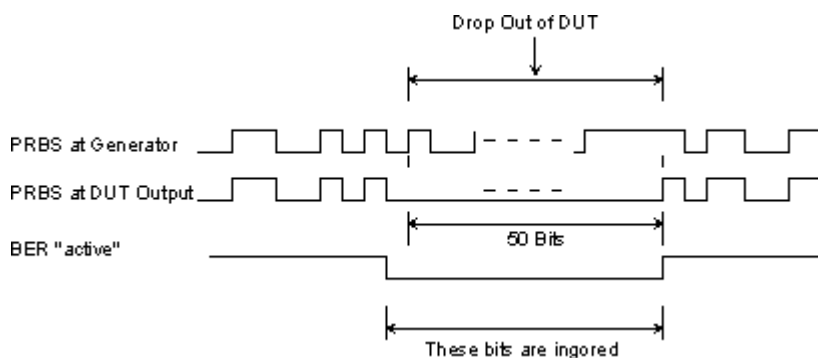 Drop Out of DUT
PRBS at Generator
PRBS at DUT Output
50 Bits
BER "active"
These bits are ingored